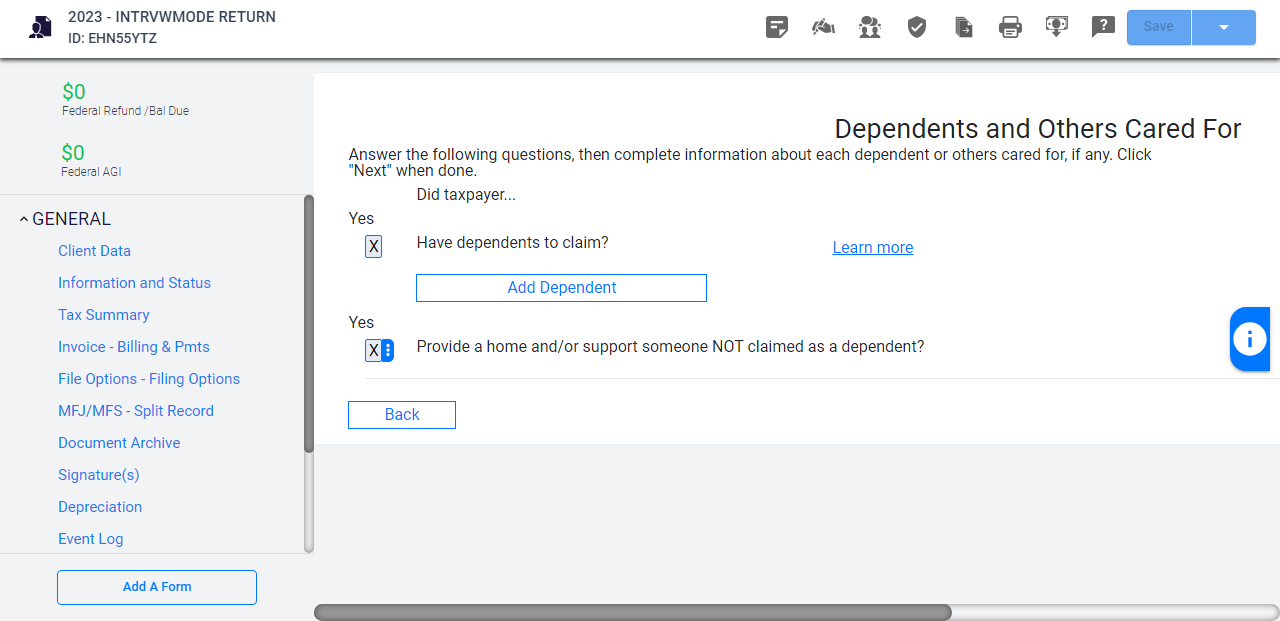 2023 - INTRVWMODE RETURN
ID: EHN55YTZ
Save
$0
Federal Refund /Bal Due
$0
Federal AGI
GENERAL
Client Data
Information and Status
Tax Summary
Invoice - Billing & Pmts
File Options - Filing Options
MFJ/MFS - Split Record
Document Archive
Signature(s)
Depreciation
Event Log
Add A Form
Dependents and Others Cared For
Answer the following questions, then complete information about each dependent or others cared for, if any. Click
"Next" when done.
Did taxpayer...
Yes
X Have dependents to claim? Learn more
Add Dependent
Yes
X Provide a home and/or support someone NOT claimed as a dependent?
Back